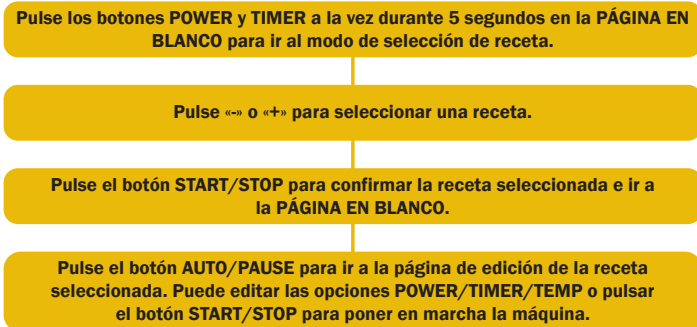 Pulse los botones POWER y TIMER a la vez durante 5 segundos en la PÁGINA EN
BLANCO para ir al modo de selección de receta.
Pulse «-» o «+» para seleccionar una receta.
Pulse el botón START/STOP para confirmar la receta seleccionada e ir a
la PÁGINA EN BLANCO.
Pulse el botón AUTO/PAUSE para ir a la página de edición de la receta
seleccionada. Puede editar las opciones POWER/TIMER/TEMP o pulsar
el botón START/STOP para poner en marcha la máquina.